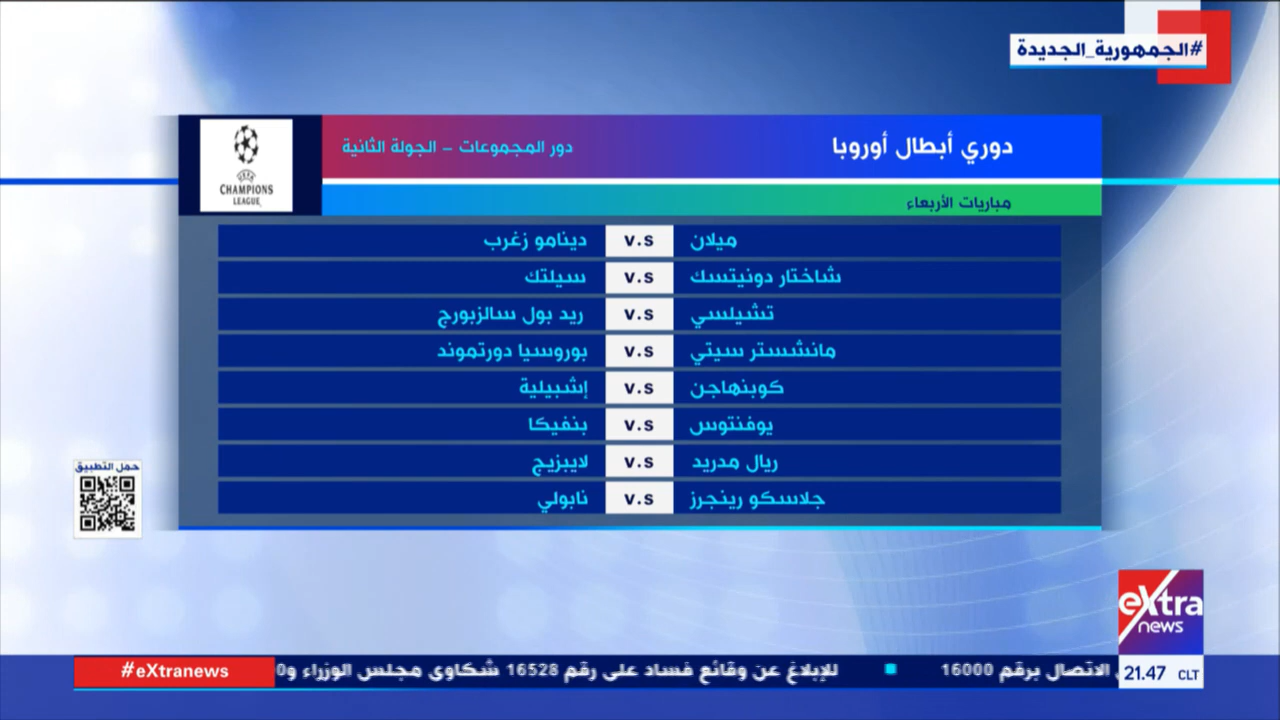 #الجمهورية_الجديدة
دوري أبطال أوروبا
دور المجموعات - الجولة الثانية
UEFA
CHAMPIONS
LEAGUE
مباريات الأربعاء
ميلان v.s دينامو زغرب
شاختار دونيتسك v.s سيلتك
تشيلسي v.s ريد بول سالزبورج
مانشستر سيتي v.s بوروسيا دورتموند
كوبنهاجن v.s إشبيلية
يوفنتوس v.s بنفيكا
ريال مدريد v.s لايبزيج
جلاسكو رينجرز v.s نابولي
حمل التطبيق
eXtra
news
الاتصال برقم 16000 للإبلاغ عن وقائع فساد على رقم 16528 شكاوى مجلس الوزراء
#eXtranews
21.47 CLT